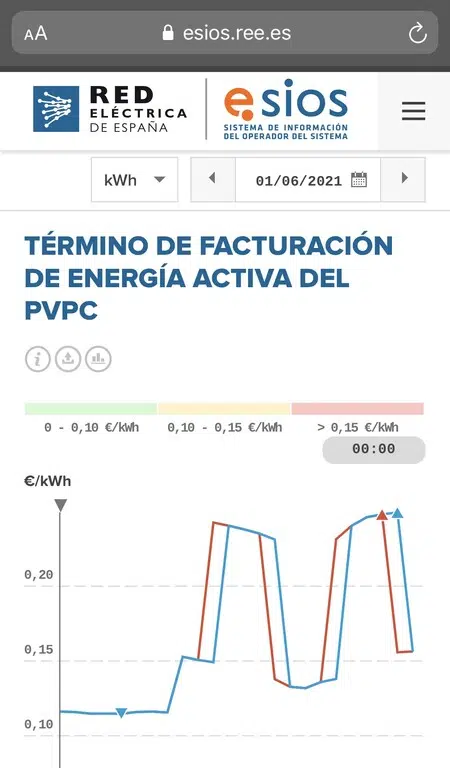 AA
esios.ree.es
RED
ELÉCTRICA
DE ESPAÑA
esios
SISTEMA DE INFORMACIÓN
DEL OPERADOR DEL SISTEMA
kWh
01/06/2021
TÉRMINO DE FACTURACIÓN
DE ENERGÍA ACTIVA DEL
PVPC
0 - 0,10 €/kWh 0,10 - 0,15 €/kWh > 0,15 €/kWh
00:00
€/kWh
0,20
0,15
0,10